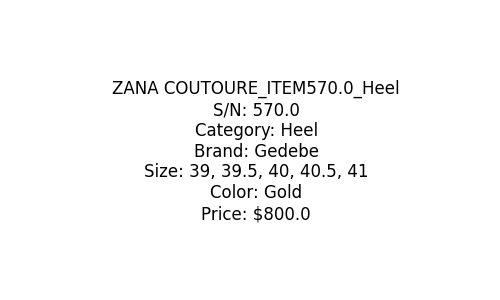 ZANA COUTOURE_ITEM570.0_Heel
S/N: 570.0
Category: Heel
Brand: Gedebe
Size: 39, 39.5, 40, 40.5, 41
Color: Gold
Price: $800.0